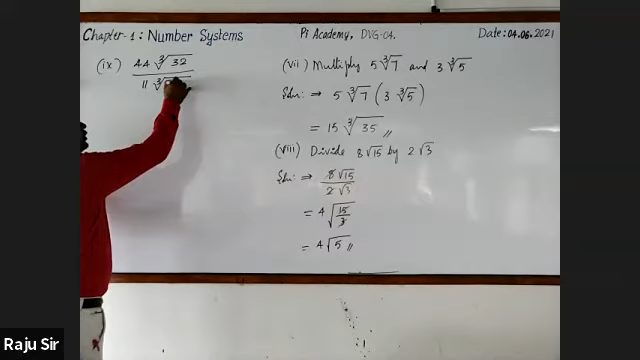 Chapter-1: Number Systems
Pi Academy, DVG-04.
Date: 04.06.2021
(ix) 44 ∛32
11 ∛
(vii) Multiply 5∛7 and 3∛5
Soln: ⇒ 5∛7 (3∛5)
= 15∛35 //
(viii) Divide 8√15 by 2√3
Soln: ⇒ 8√15
2√3
= 4√15
3
= 4√5 //
Raju Sir